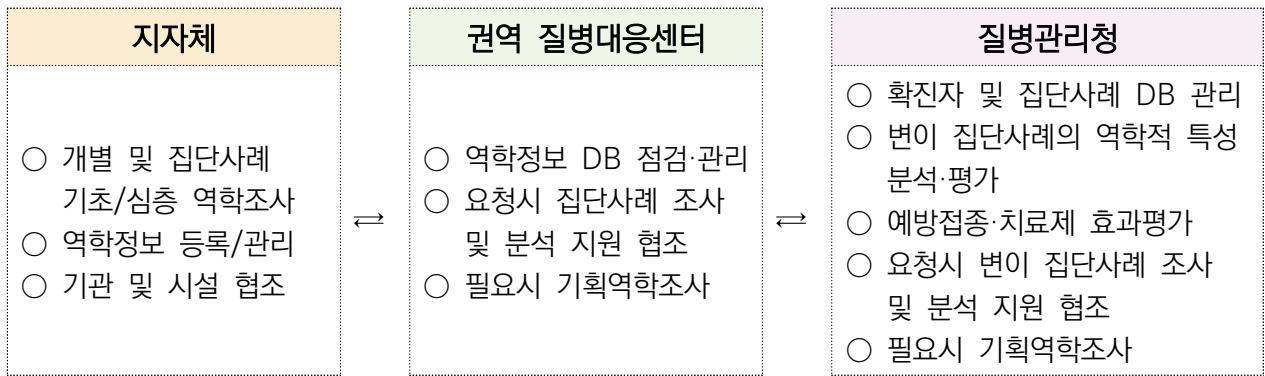 지자체
○ 개별 및 집단사례
기초/심층 역학조사
○ 역학정보 등록/관리
○ 기관 및 시설 협조
⇄
권역 질병대응센터
○ 역학정보 DB 점검·관리
○ 요청시 집단사례 조사
및 분석 지원 협조
○ 필요시 기획역학조사
⇄
질병관리청
○ 확진자 및 집단사례 DB 관리
○ 변이 집단사례의 역학적 특성
분석·평가
○ 예방접종·치료제 효과평가
○ 요청시 변이 집단사례 조사
및 분석 지원 협조
○ 필요시 기획역학조사